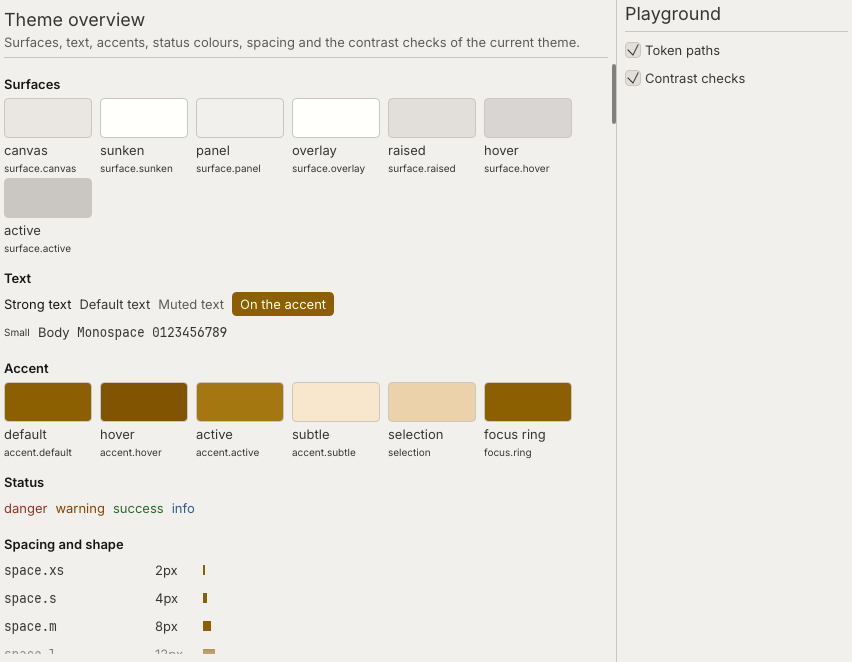 Theme overview
Surfaces, text, accents, status colours, spacing and the contrast checks of the current theme.
Surfaces
canvas sunken panel overlay raised hover
surface.canvas surface.sunken surface.panel surface.overlay surface.raised surface.hover
active
surface.active
Text
Strong text Default text Muted text On the accent
Small Body Monospace 0123456789
Accent
default hover active subtle selection focus ring
accent.default accent.hover accent.active accent.subtle selection focus.ring
Status
danger warning success info
Spacing and shape
space.xs 2px
space.s 4px
space.m 8px
space.l 12px
Playground
Token paths
Contrast checks